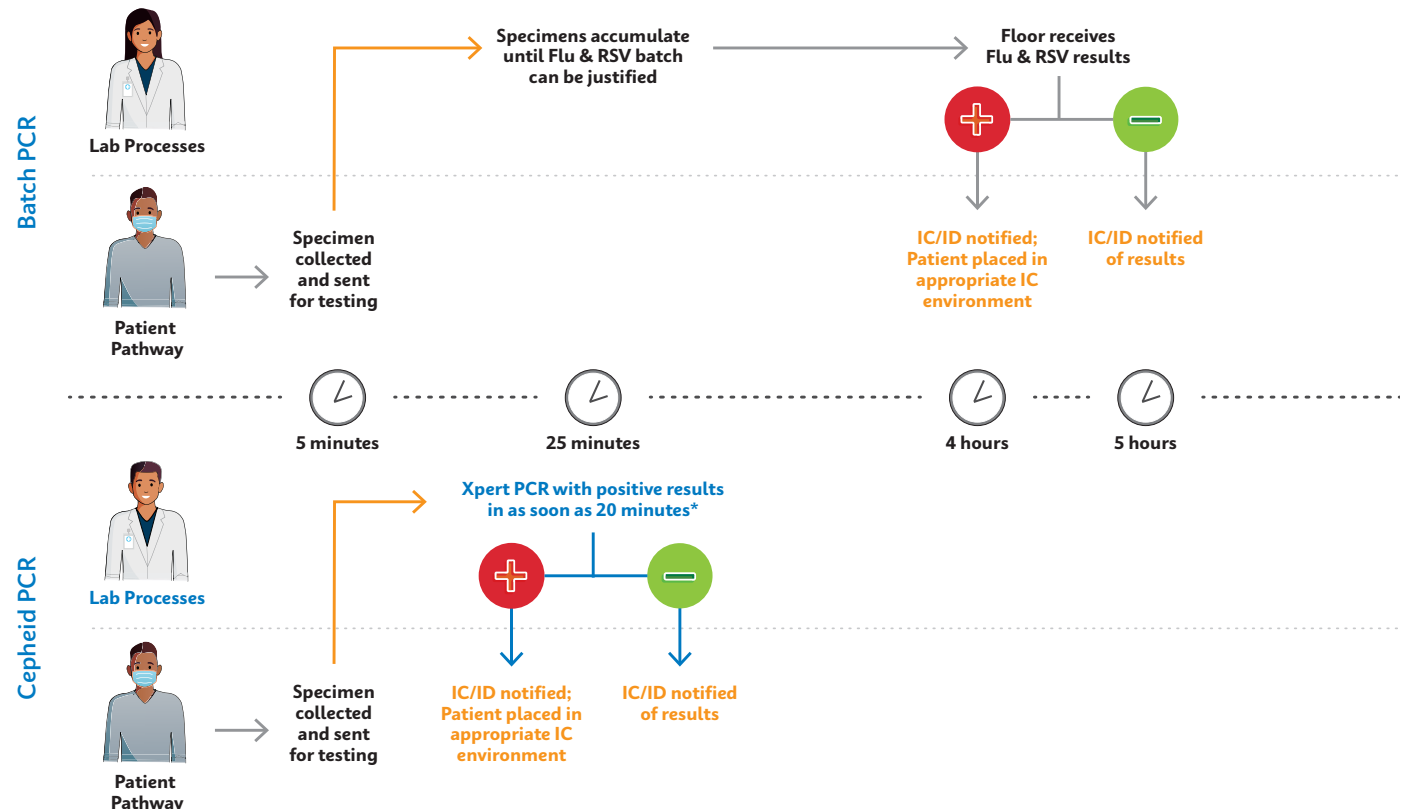 Batch PCR
Lab Processes
Specimens accumulate
until Flu & RSV batch
can be justified
Floor receives
Flu & RSV results
Patient
Pathway
Specimen
collected
and sent
for testing
IC/ID notified;
Patient placed in
appropriate IC
environment
IC/ID notified
of results
5 minutes
25 minutes
4 hours
5 hours
Cepheid PCR
Lab Processes
Xpert PCR with positive results
in as soon as 20 minutes*
Patient
Pathway
Specimen
collected
and sent
for testing
IC/ID notified;
Patient placed in
appropriate IC
environment
IC/ID notified
of results